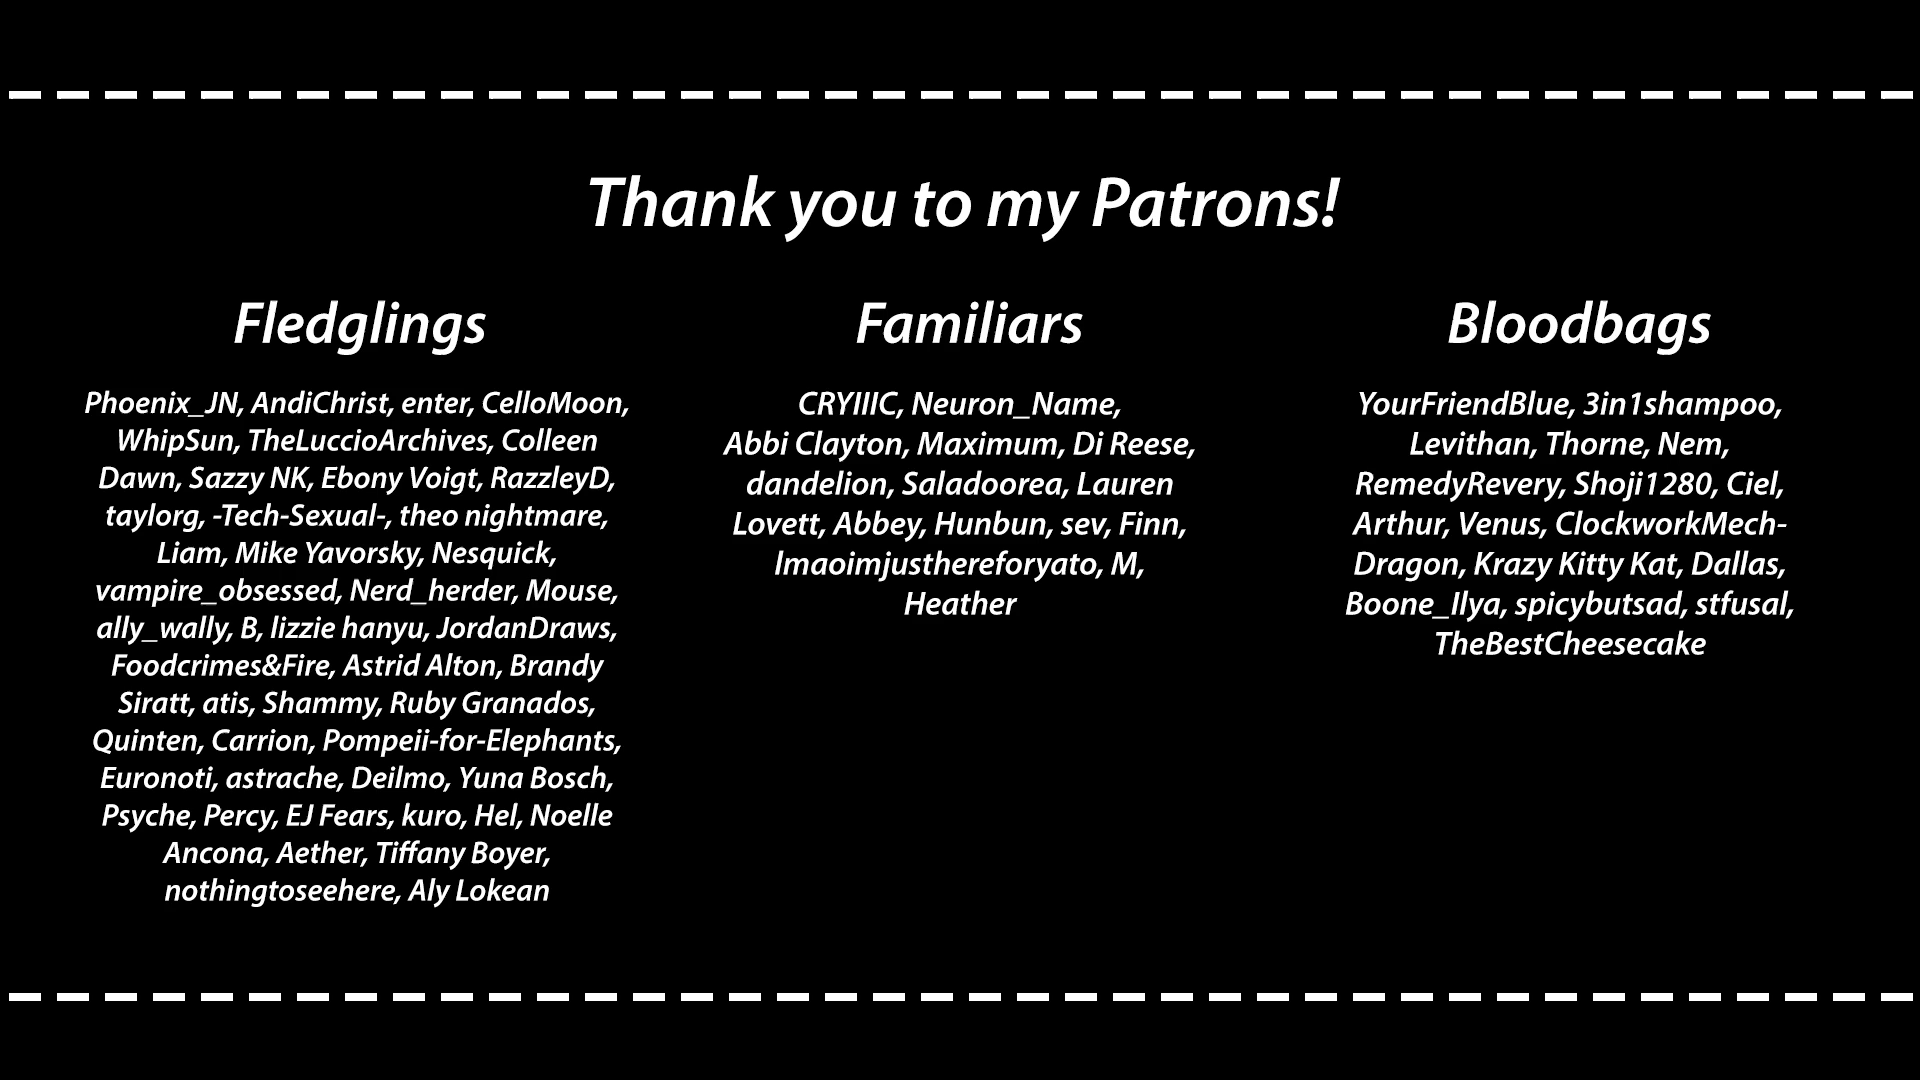 Thank you to my Patrons!
Fledglings
Phoenix_JN, AndiChrist, enter, CelloMoon,
WhipSun, TheLuccioArchives, Colleen
Dawn, Sazzy NK, Ebony Voigt, RazzleyD,
taylorg, -Tech-Sexual-, theo nightmare,
Liam, Mike Yavorsky, Nesquick,
vampire_obsessed, Nerd_herder, Mouse,
ally_wally, B, lizzie hanyu, JordanDraws,
Foodcrimes&Fire, Astrid Alton, Brandy
Siratt, atis, Shammy, Ruby Granados,
Quinten, Carrion, Pompeii-for-Elephants,
Euronoti, astrache, Deilmo, Yuna Bosch,
Psyche, Percy, EJ Fears, kuro, Hel, Noelle
Ancona, Aether, Tiffany Boyer,
nothingtoseehere, Aly Lokean
Familiars
CRYIIIC, Neuron_Name,
Abbi Clayton, Maximum, Di Reese,
dandelion, Saladoorea, Lauren
Lovett, Abbey, Hunbun, sev, Finn,
lmaoimjusthereforyato, M,
Heather
Bloodbags
YourFriendBlue, 3in1shampoo,
Levithan, Thorne, Nem,
RemedyRevery, Shoji1280, Ciel,
Arthur, Venus, ClockworkMech-
Dragon, Krazy Kitty Kat, Dallas,
Boone_Ilya, spicybutsad, stfusal,
TheBestCheesecake